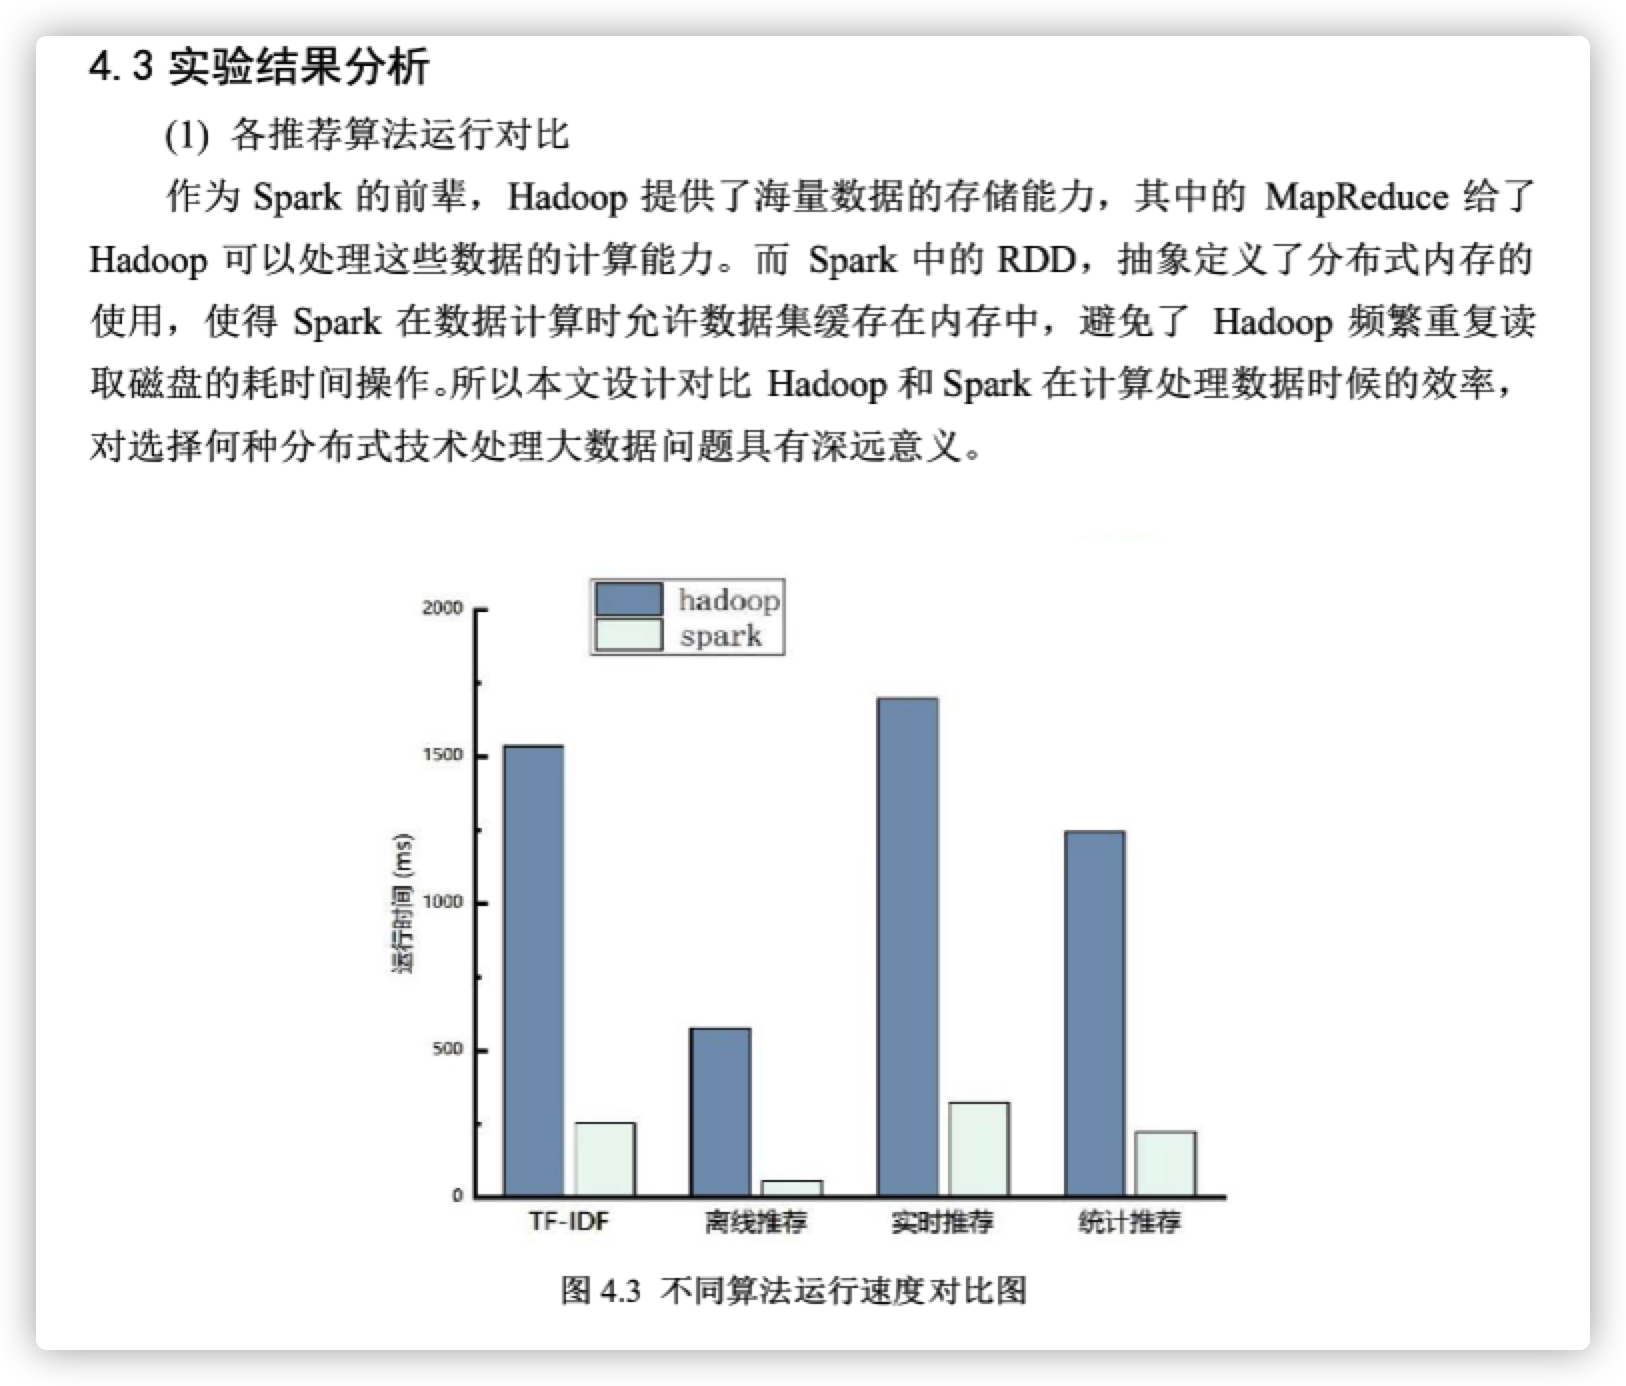 4.3 实验结果分析
(1) 各推荐算法运行对比
作为 Spark 的前辈，Hadoop 提供了海量数据的存储能力，其中的 MapReduce 给了
Hadoop 可以处理这些数据的计算能力。而 Spark 中的 RDD，抽象定义了分布式内存的
使用，使得 Spark 在数据计算时允许数据集缓存在内存中，避免了 Hadoop 频繁重复读
取磁盘的耗时间操作。所以本文设计对比 Hadoop 和 Spark 在计算处理数据时候的效率，
对选择何种分布式技术处理大数据问题具有深远意义。
hadoop
spark
2000
1500
1000
500
0
运行时间 (ms)
TF-IDF 离线推荐 实时推荐 统计推荐
图 4.3 不同算法运行速度对比图